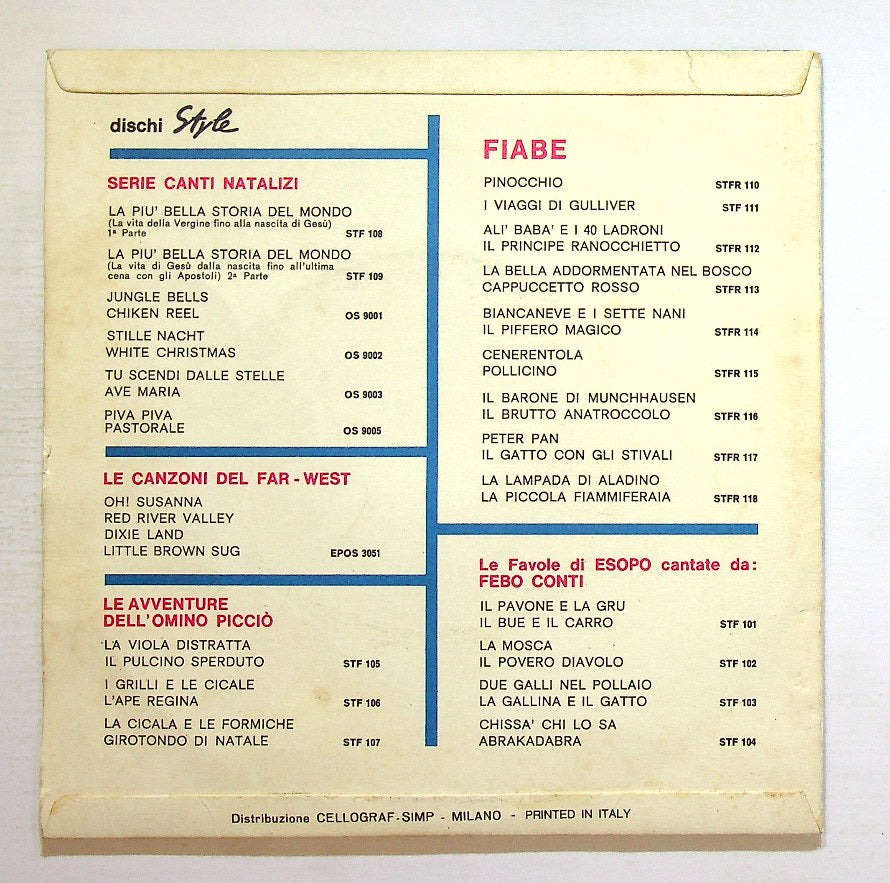 dischi Style
SERIE CANTI NATALIZI
LA PIU' BELLA STORIA DEL MONDO
(La vita della Vergine fino alla nascita di Gesù)
1ª Parte STF 108
LA PIU' BELLA STORIA DEL MONDO
(La vita di Gesù dalla nascita fino all'ultima
cena con gli Apostoli) 2ª Parte STF 109
JUNGLE BELLS
CHIKEN REEL OS 9001
STILLE NACHT
WHITE CHRISTMAS OS 9002
TU SCENDI DALLE STELLE
AVE MARIA OS 9003
PIVA PIVA
PASTORALE OS 9005
LE CANZONI DEL FAR-WEST
OH! SUSANNA
RED RIVER VALLEY
DIXIE LAND
LITTLE BROWN SUG EPOS 3051
LE AVVENTURE
DELL'OMINO PICCIÒ
LA VIOLA DISTRATTA
IL PULCINO SPERDUTO STF 105
I GRILLI E LE CICALE
L'APE REGINA STF 106
LA CICALA E LE FORMICHE
GIROTONDO DI NATALE STF 107
FIABE
PINOCCHIO STFR 110
I VIAGGI DI GULLIVER STF 111
ALI' BABA' E I 40 LADRONI
IL PRINCIPE RANOCCHIETTO STFR 112
LA BELLA ADDORMENTATA NEL BOSCO
CAPPUCCETTO ROSSO STFR 113
BIANCANEVE E I SETTE NANI
IL PIFFERO MAGICO STFR 114
CENERENTOLA
POLLICINO STFR 115
IL BARONE DI MUNCHHAUSEN
IL BRUTTO ANATROCCOLO STFR 116
PETER PAN
IL GATTO CON GLI STIVALI STFR 117
LA LAMPADA DI ALADINO
LA PICCOLA FIAMMIFERAIA STFR 118
Le Favole di ESOPO cantate da:
FEBO CONTI
IL PAVONE E LA GRU
IL BUE E IL CARRO STF 101
LA MOSCA
IL POVERO DIAVOLO STF 102
DUE GALLI NEL POLLAIO
LA GALLINA E IL GATTO STF 103
CHISSA' CHI LO SA
ABRAKADABRA STF 104
Distribuzione CELLOGRAF-SIMP - MILANO - PRINTED IN ITALY